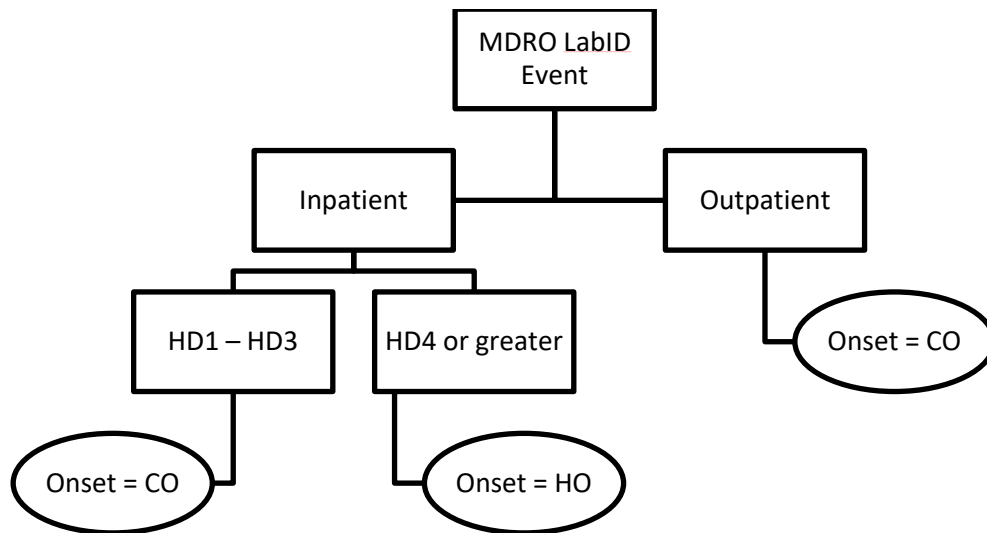 MDRO LabID
Event
Inpatient
Outpatient
HD1 – HD3
HD4 or greater
Onset = CO
Onset = CO
Onset = HO